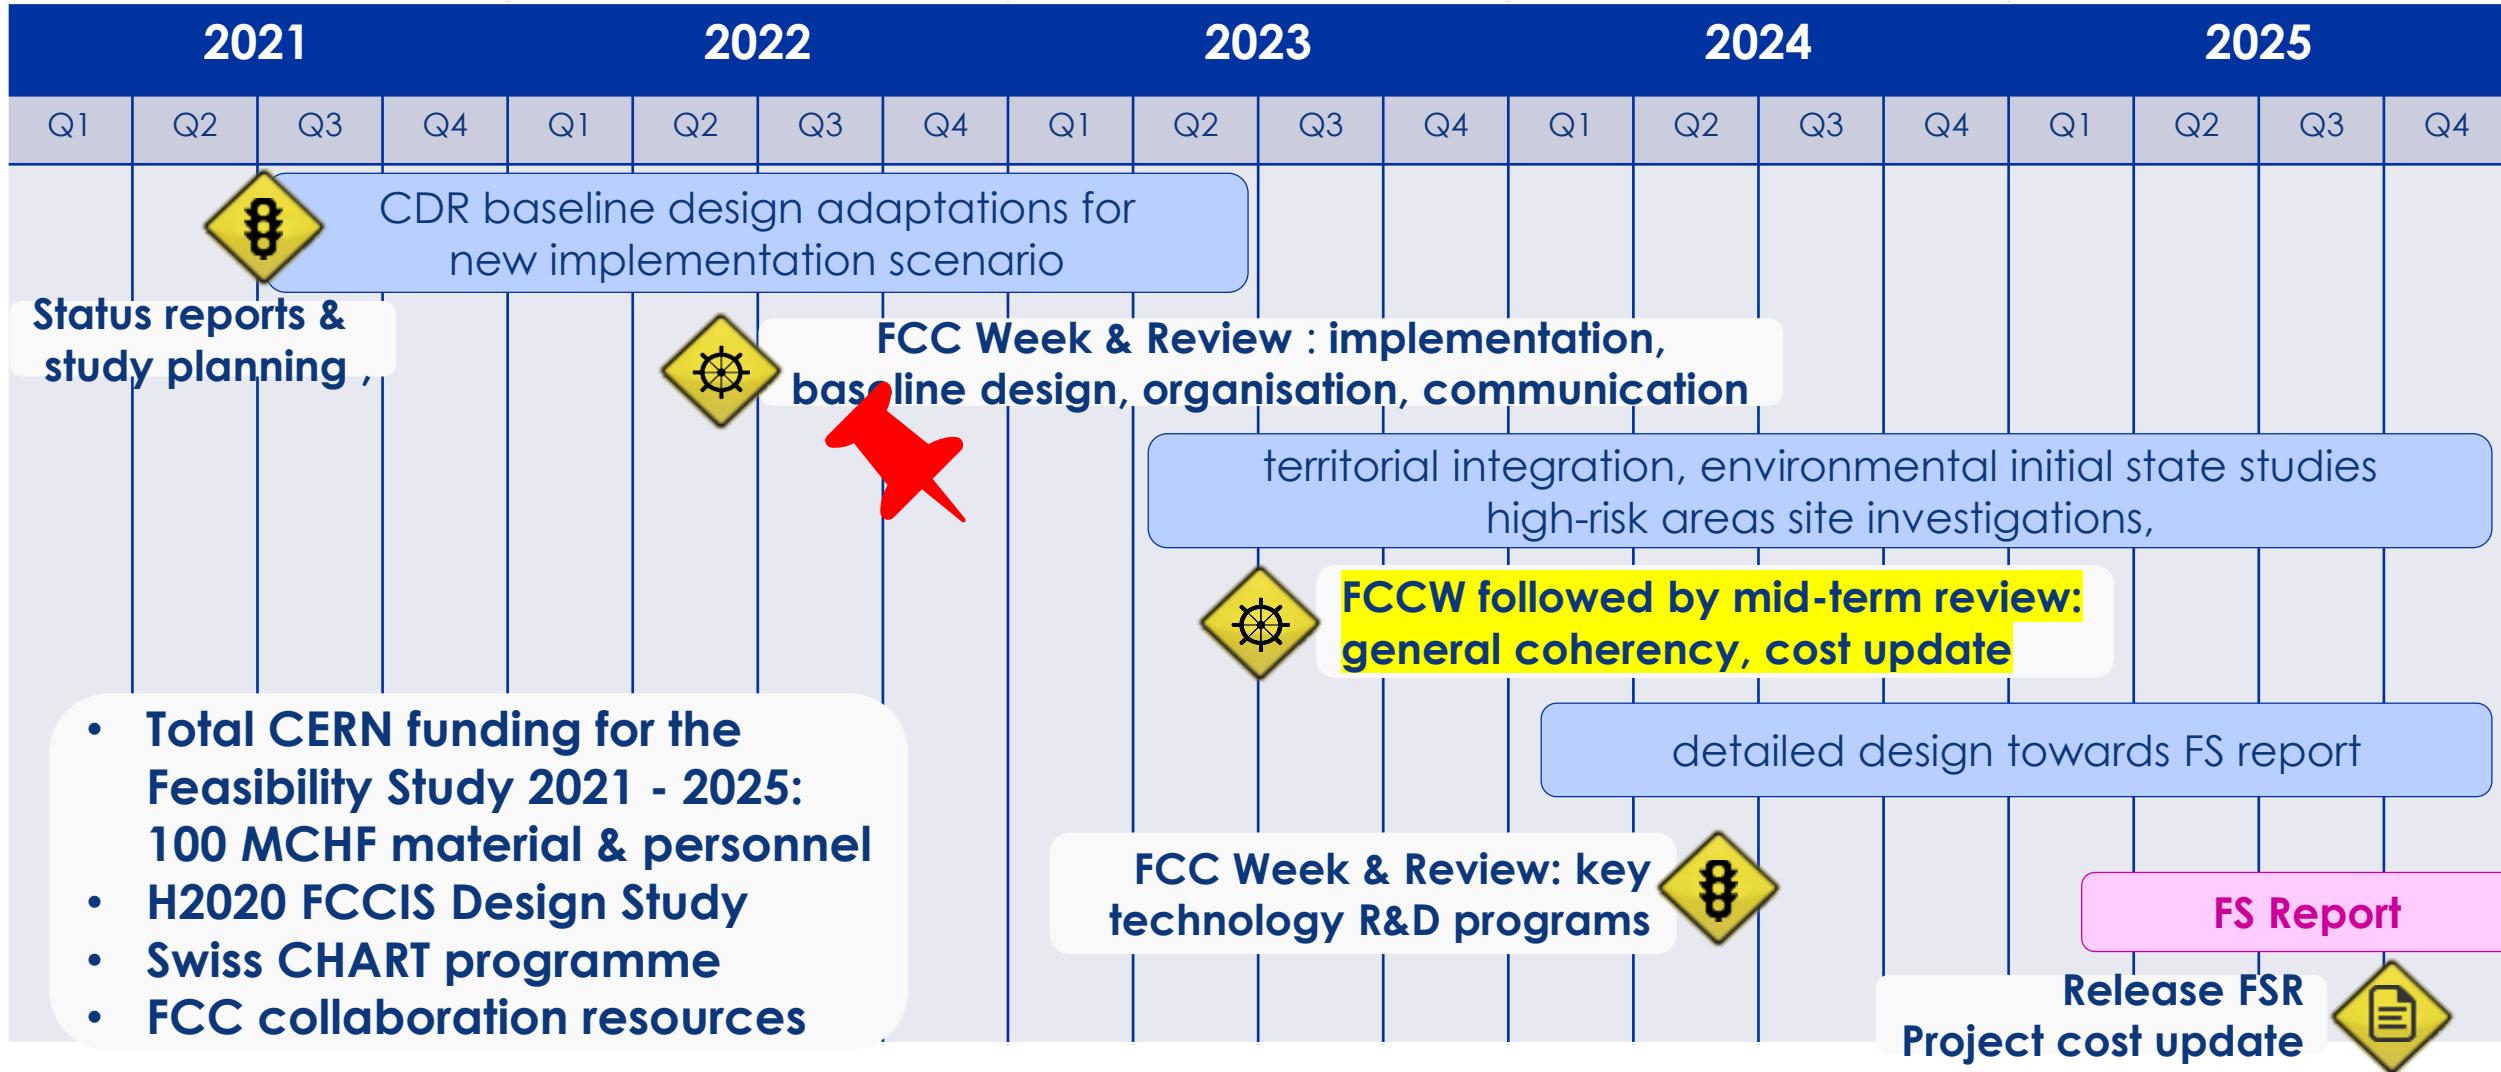 2021 2022 2023 2024 2025
Q1 Q2 Q3 Q4 Q1 Q2 Q3 Q4 Q1 Q2 Q3 Q4 Q1 Q2 Q3 Q4 Q1 Q2 Q3 Q4
CDR baseline design adaptations for
new implementation scenario
Status reports &
study planning ,
FCC Week & Review : implementation,
baseline design, organisation, communication
territorial integration, environmental initial state studies
high-risk areas site investigations,
FCCW followed by mid-term review:
general coherency, cost update
• Total CERN funding for the
Feasibility Study 2021 - 2025:
100 MCHF material & personnel
• H2020 FCCIS Design Study
• Swiss CHART programme
• FCC collaboration resources
detailed design towards FS report
FCC Week & Review: key
technology R&D programs
FS Report
Release FSR
Project cost update